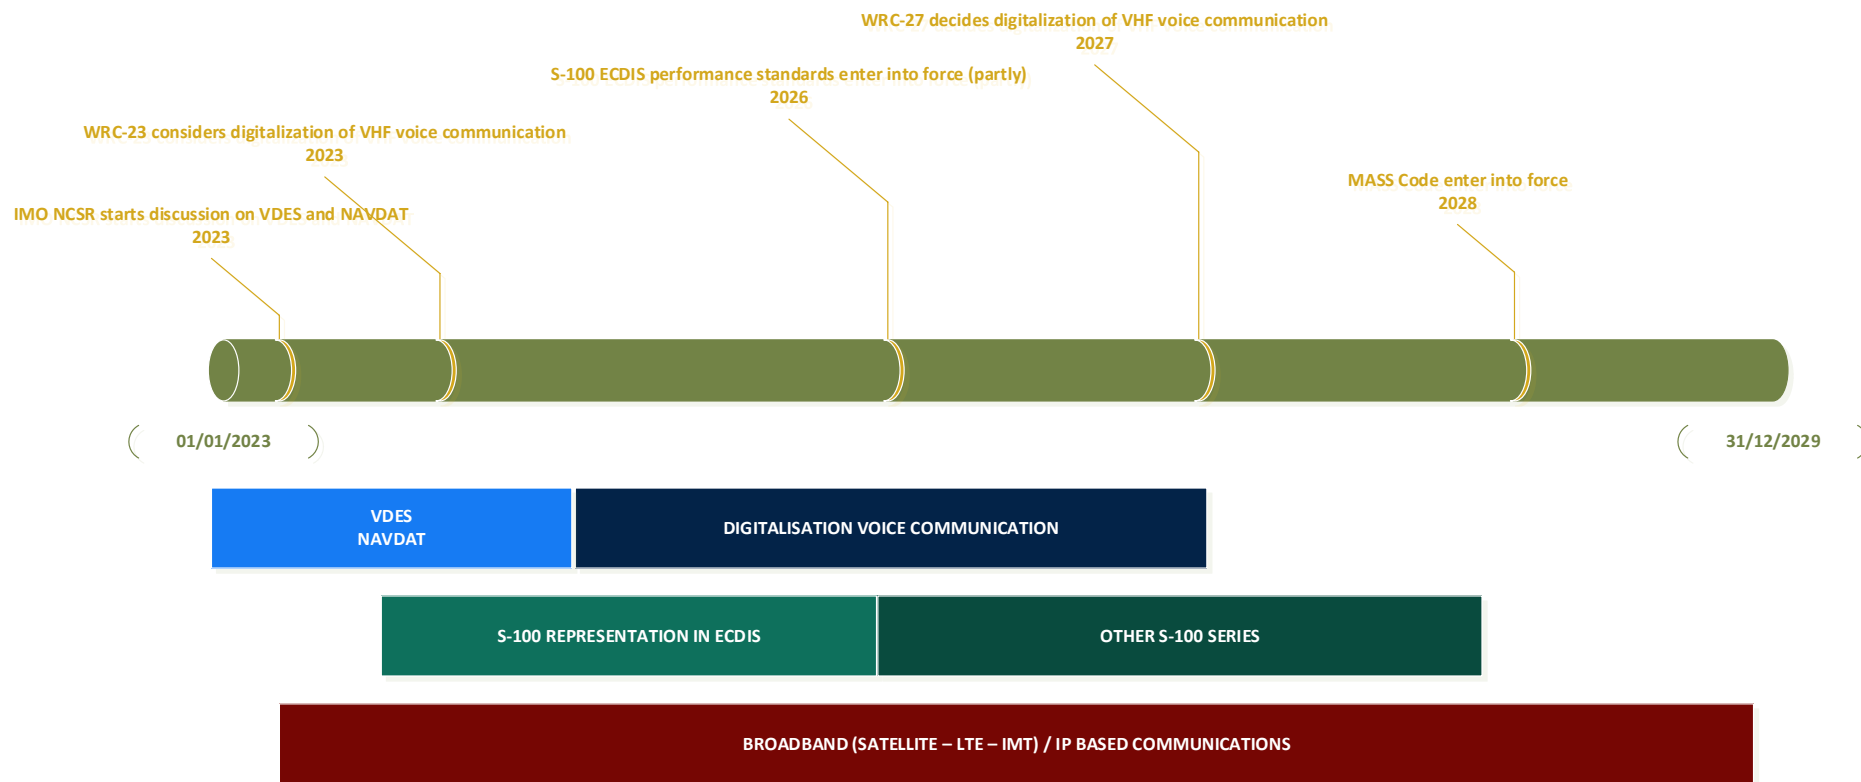 WRC-27 decides digitalization of VHF voice communication
2027
S-100 ECDIS performance standards enter into force (partly)
2026
WRC-23 considers digitalization of VHF voice communication
2023
MASS Code enter into force
2028
IMO NCSR starts discussion on VDES and NAVDAT
2023
01/01/2023
31/12/2029
VDES
NAVDAT
DIGITALISATION VOICE COMMUNICATION
S-100 REPRESENTATION IN ECDIS
OTHER S-100 SERIES
BROADBAND (SATELLITE – LTE – IMT) / IP BASED COMMUNICATIONS